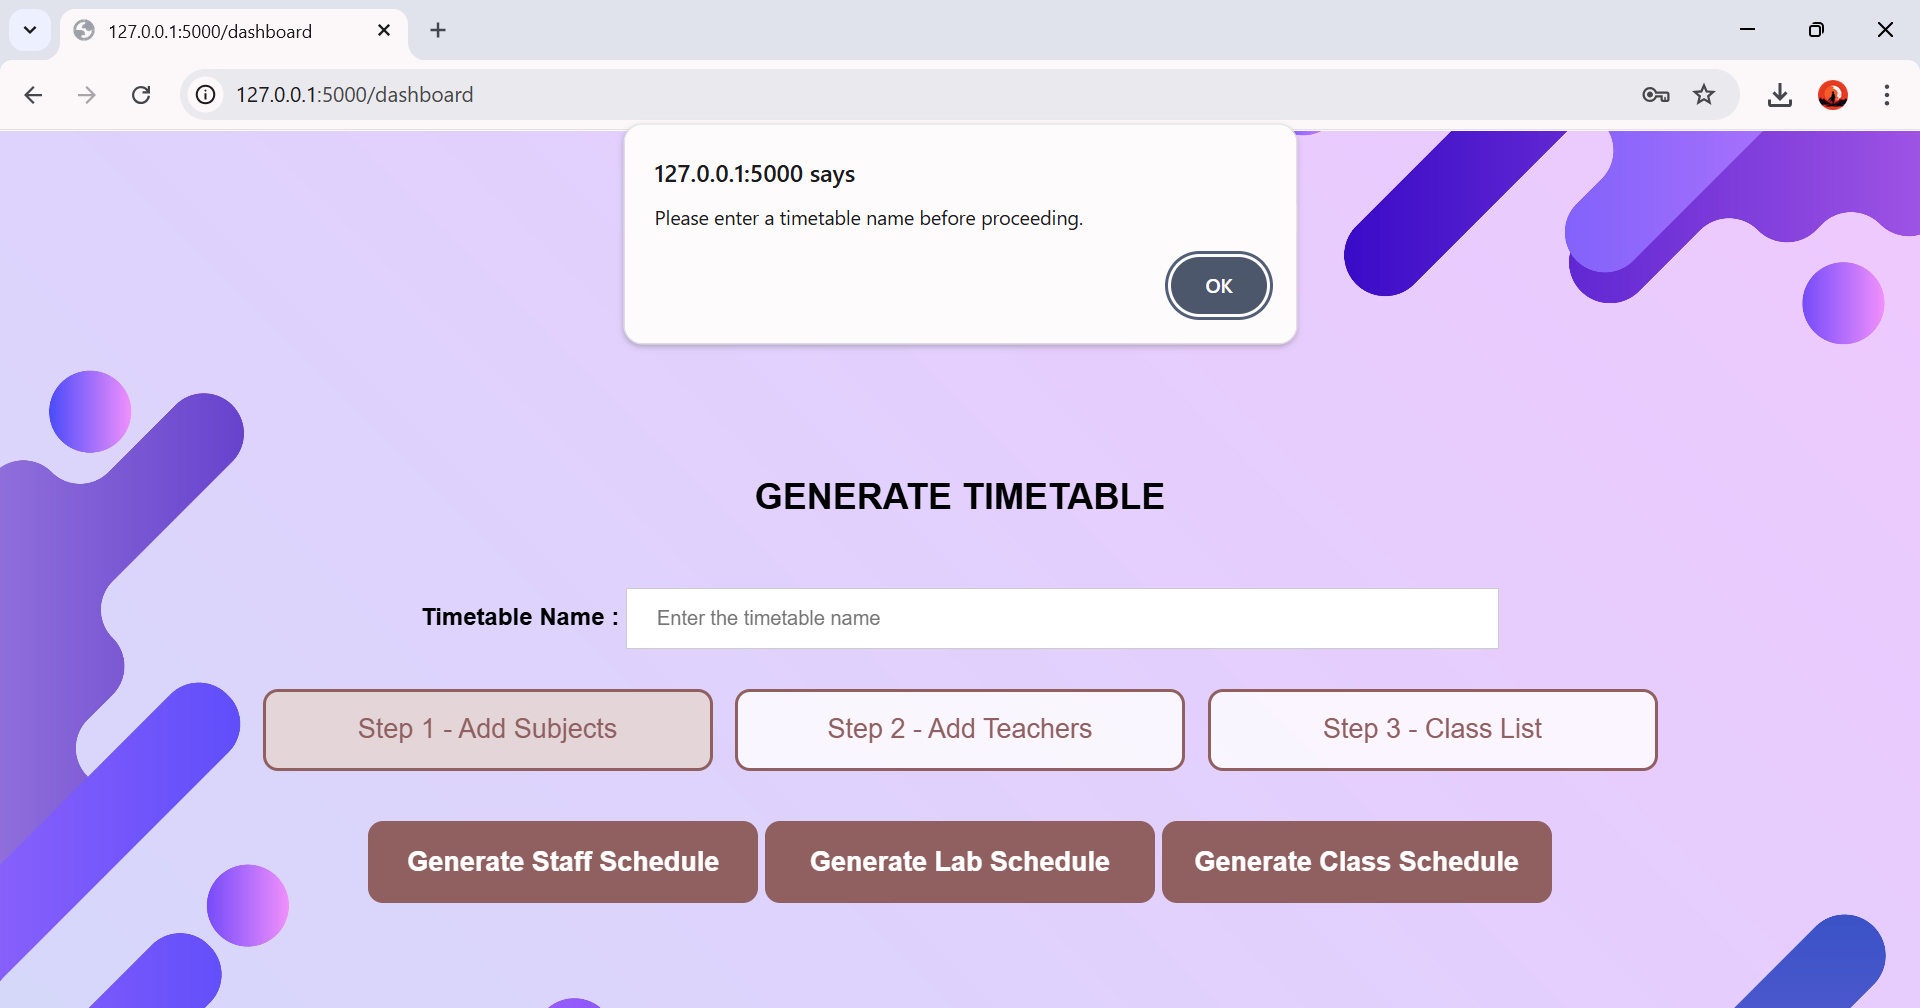 127.0.0.1:5000/dashboard
127.0.0.1:5000/dashboard
127.0.0.1:5000 says
Please enter a timetable name before proceeding.
OK
GENERATE TIMETABLE
Timetable Name : Enter the timetable name
Step 1 - Add Subjects Step 2 - Add Teachers Step 3 - Class List
Generate Staff Schedule Generate Lab Schedule Generate Class Schedule